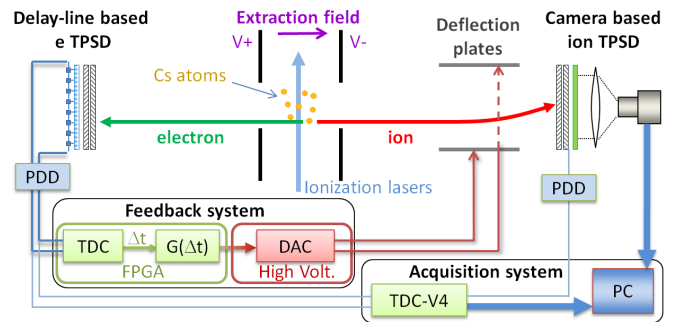 Delay-line based
e TPSD
Extraction field
V+
V-
Deflection
plates
Camera based
ion TPSD
Cs atoms
electron
ion
PDD
PDD
Ionization lasers
Feedback system
TDC
Δt
G(Δt)
DAC
FPGA
High Volt.
Acquisition system
TDC-V4
PC